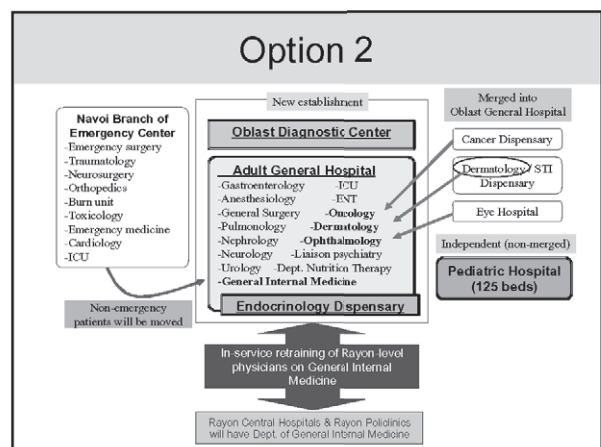 Option 2
New establishment
Merged into
Oblast General Hospital
Navoi Branch of
Emergency Center
-Emergency surgery
-Traumatology
-Neurosurgery
-Orthopedics
-Burn unit
-Toxicology
-Emergency medicine
-Cardiology
-ICU
Non-emergency
patients will be moved
Oblast Diagnostic Center
Adult General Hospital
-Gastroenterology -ICU
-Anesthesiology -ENT
-General Surgery -Oncology
-Pulmonology -Dermatology
-Nephrology -Ophthalmology
-Neurology -Liaison psychiatry
-Urology -Dept. Nutrition Therapy
-General Internal Medicine
Endocrinology Dispensary
Cancer Dispensary
Dermatology / STI
Dispensary
Eye Hospital
Independent (non-merged)
Pediatric Hospital
(125 beds)
In-service retraining of Rayon-level
physicians on General Internal
Medicine
Rayon Central Hospitals & Rayon Policlinics
will have Dept. of General Internal Medicine